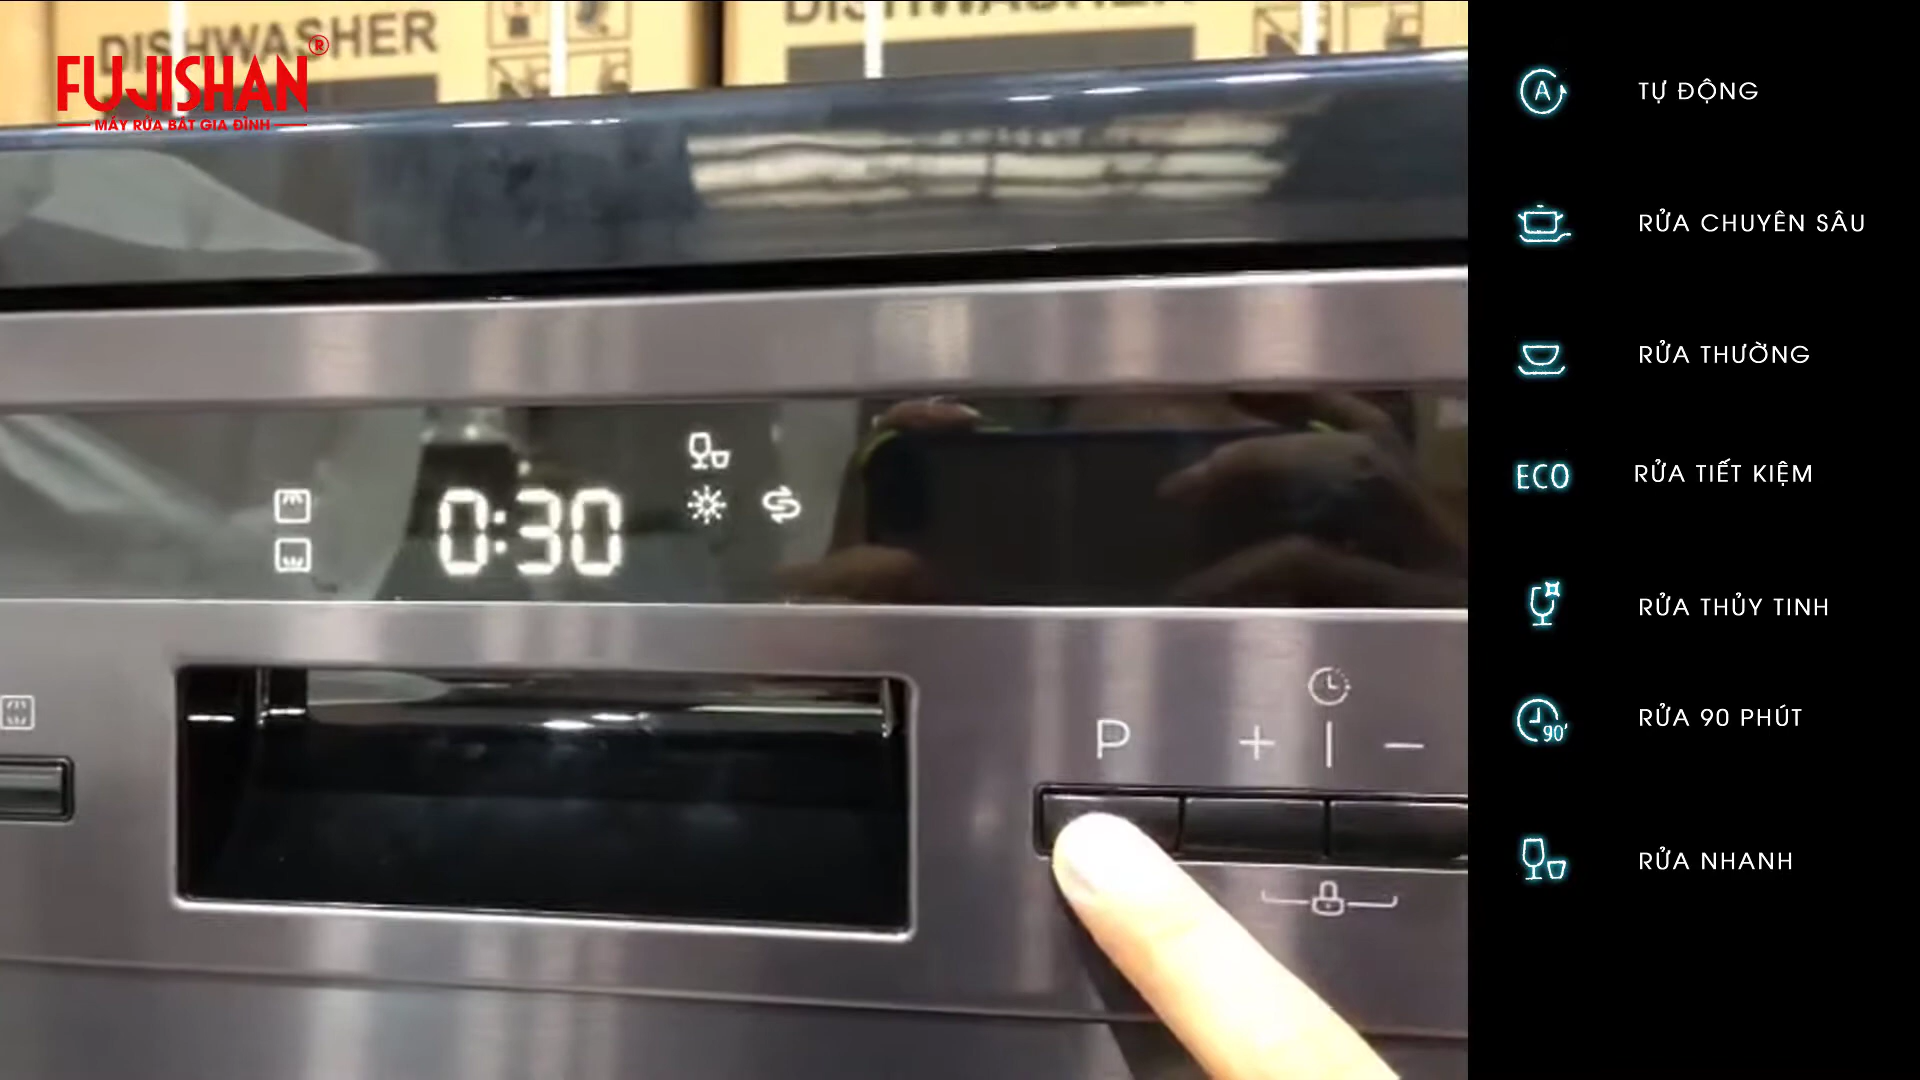 DISHWASHER
DISHWASHER
FUJISHAN®
MÁY RỬA BÁT GIA ĐÌNH
0:30
P
+ | −
A
TỰ ĐỘNG
RỬA CHUYÊN SÂU
RỬA THƯỜNG
ECO
RỬA TIẾT KIỆM
RỬA THỦY TINH
90'
RỬA 90 PHÚT
RỬA NHANH